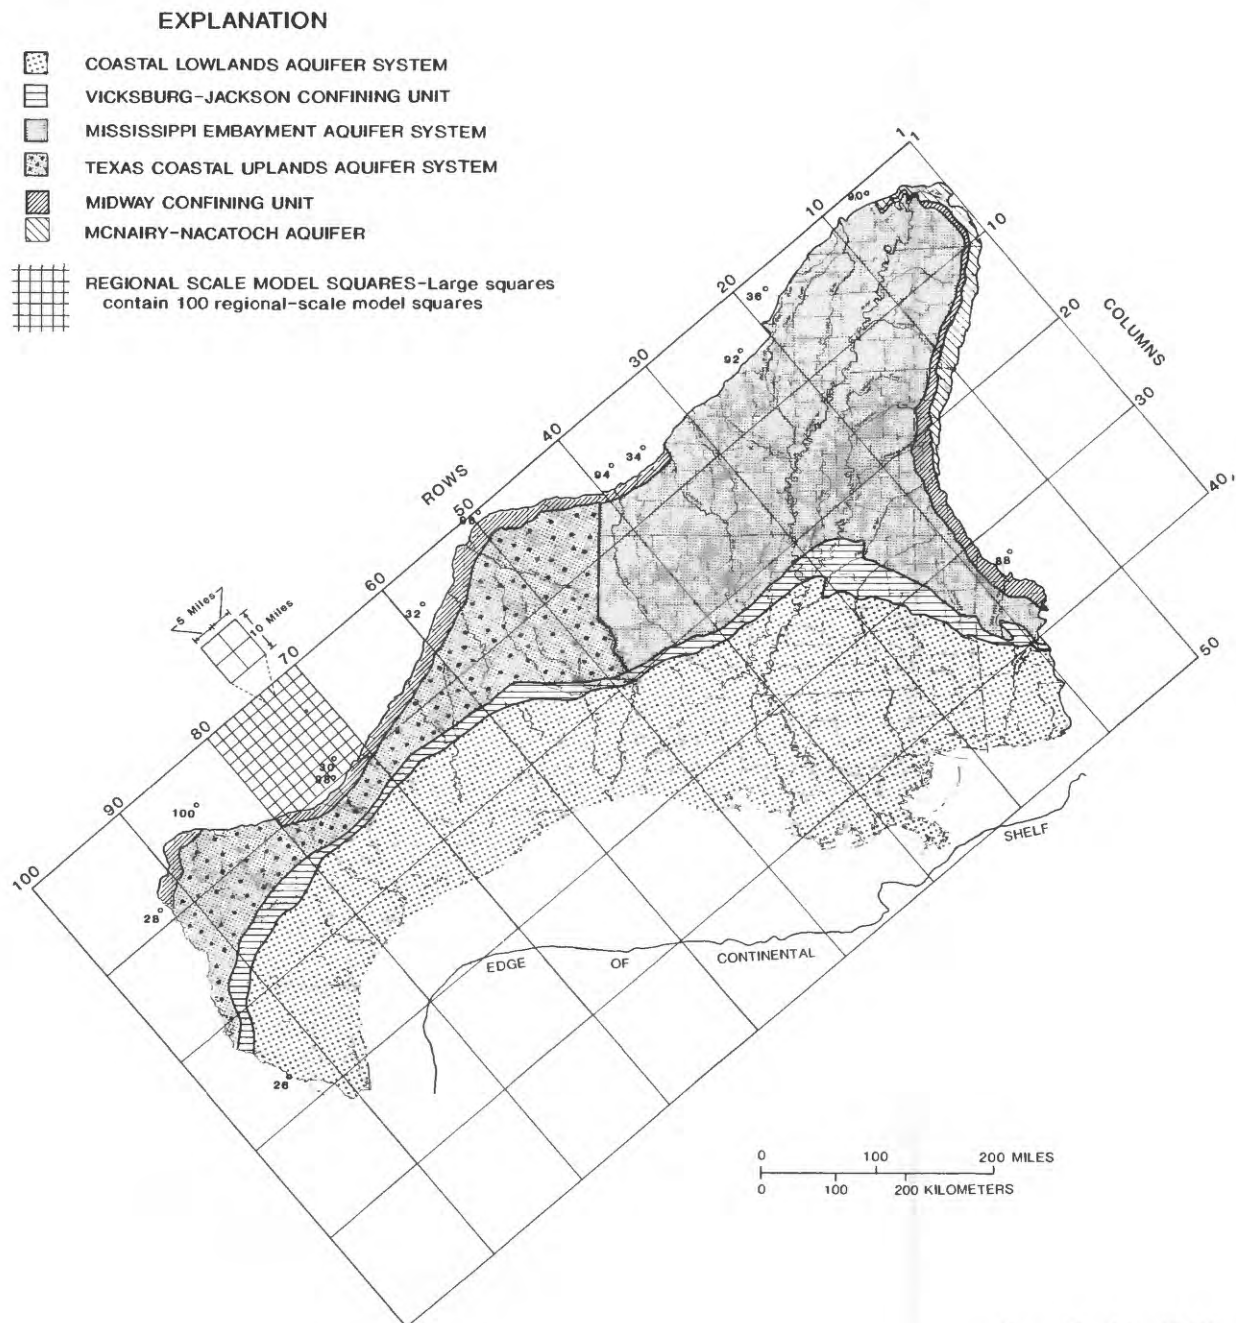 EXPLANATION
COASTAL LOWLANDS AQUIFER SYSTEM
VICKSBURG-JACKSON CONFINING UNIT
MISSISSIPPI EMBAYMENT AQUIFER SYSTEM
TEXAS COASTAL UPLANDS AQUIFER SYSTEM
MIDWAY CONFINING UNIT
MCNAIRY-NACATOCH AQUIFER
REGIONAL SCALE MODEL SQUARES-Large squares
contain 100 regional-scale model squares
1,1
10
20
30
40
ROWS
50
60
70
80
90
100
10
20
COLUMNS
30
40,
50
90°
36°
92°
34°
94°
96°
32°
88°
5 Miles
10 Miles
30°
98°
100°
28°
26°
SHELF
EDGE OF CONTINENTAL
0 100 200 MILES
0 100 200 KILOMETERS